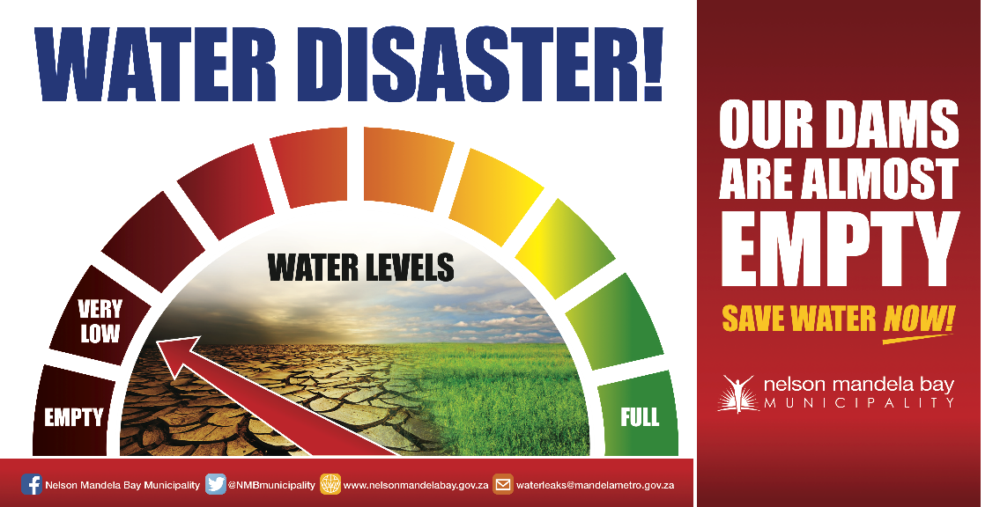 WATER DISASTER!
WATER LEVELS
VERY
LOW
EMPTY
FULL
Nelson Mandela Bay Municipality @NMBmunicipality www.nelsonmandelabay.gov.za waterleaks@mandelametro.gov.za
OUR DAMS
ARE ALMOST
EMPTY
SAVE WATER NOW!
nelson mandela bay
MUNICIPALITY